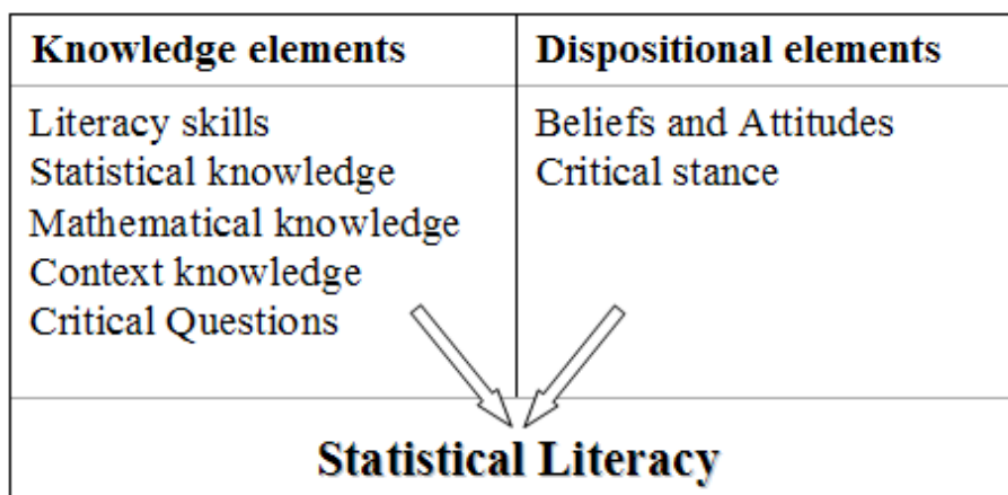 Knowledge elements
Literacy skills
Statistical knowledge
Mathematical knowledge
Context knowledge
Critical Questions
Dispositional elements
Beliefs and Attitudes
Critical stance
Statistical Literacy